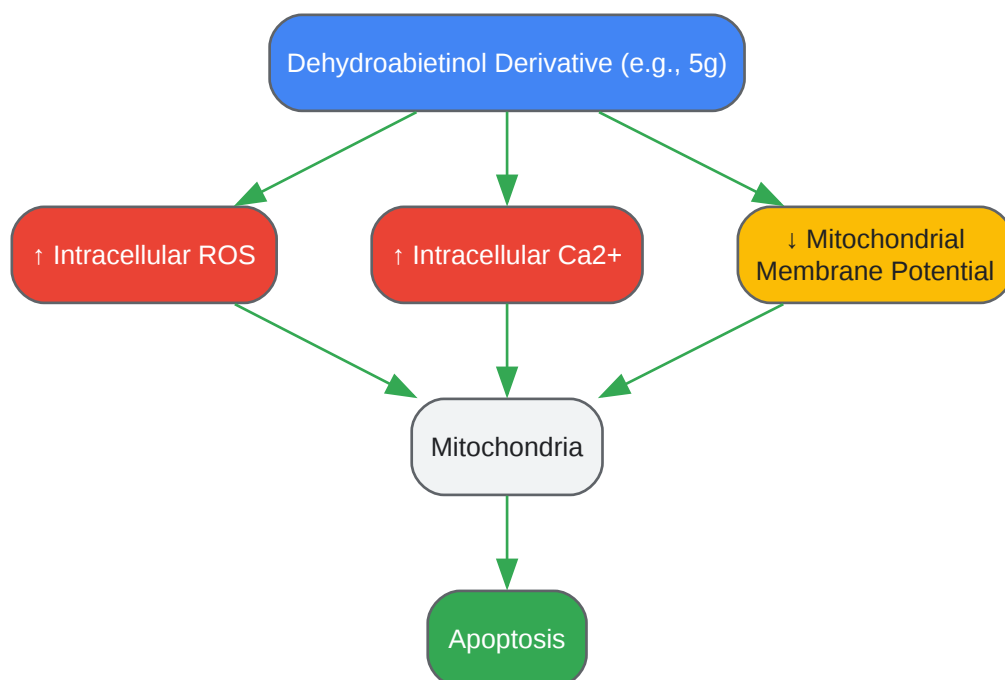 Dehydroabietinol Derivative (e.g., 5g)
↑ Intracellular ROS
↑ Intracellular Ca2+
↓ Mitochondrial
Membrane Potential
Mitochondria
Apoptosis